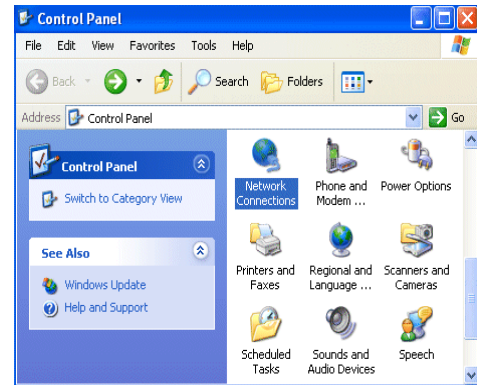 Control Panel
File Edit View Favorites Tools Help
Back Search Folders
Address Control Panel Go
Control Panel
Switch to Category View
See Also
Windows Update
Help and Support
Network Connections
Phone and Modem ...
Power Options
Printers and Faxes
Regional and Language ...
Scanners and Cameras
Scheduled Tasks
Sounds and Audio Devices
Speech